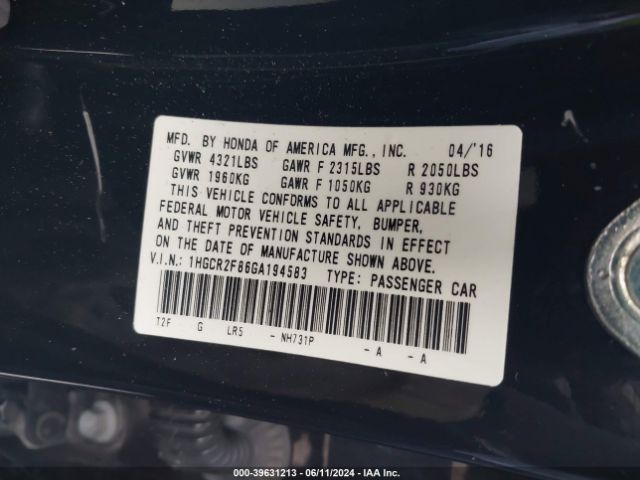 MFD. BY HONDA OF AMERICA MFG., INC. 04/'16
GVWR 4321LBS GAWR F 2315LBS R 2050LBS
GVWR 1960KG GAWR F 1050KG R 930KG
THIS VEHICLE CONFORMS TO ALL APPLICABLE
FEDERAL MOTOR VEHICLE SAFETY, BUMPER,
AND THEFT PREVENTION STANDARDS IN EFFECT
ON THE DATE OF MANUFACTURE SHOWN ABOVE.
V.I.N.: 1HGCR2F86GA194583 TYPE: PASSENGER CAR
T2F G LR5 - NH731P - A - A
000-39631213 - 06/11/2024 - IAA Inc.